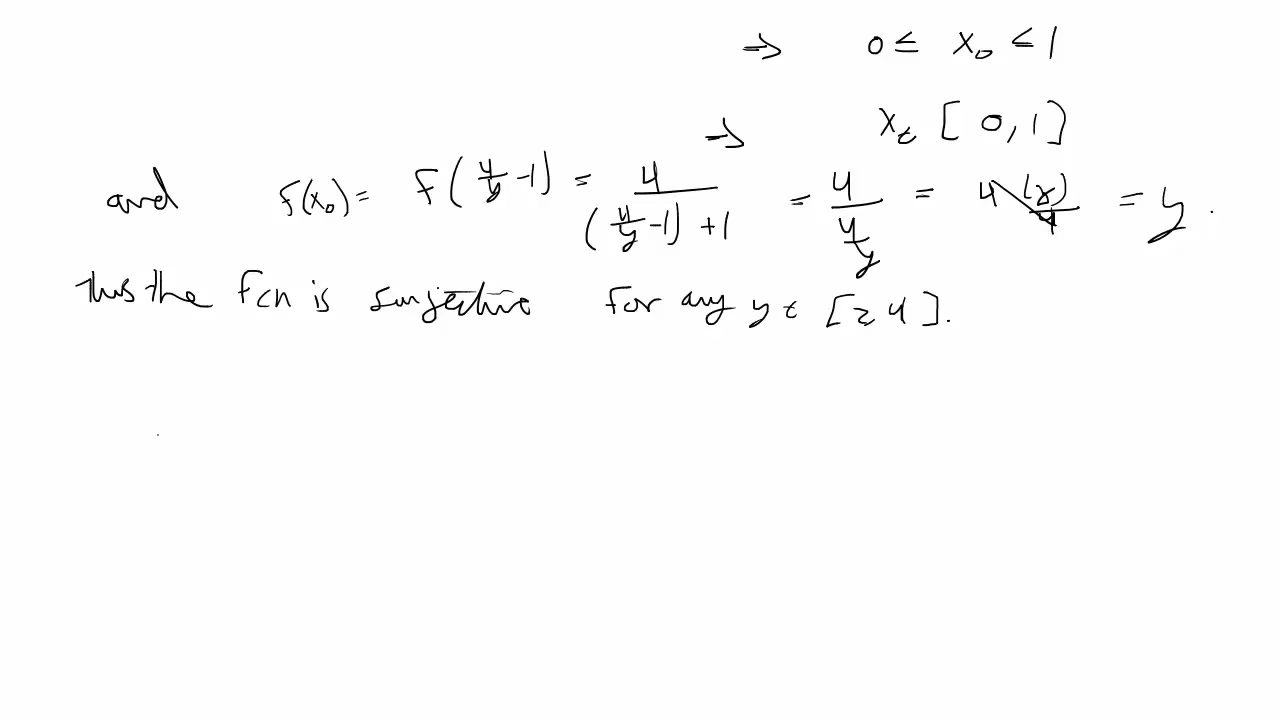 ⇒ 0 ≤ x₀ ≤ 1
⇒ x ∈ [0, 1]
and f(x₀) = f(4/y - 1) = 4/((4/y - 1) + 1) = 4/(4/y) = 4(y)/4 = y.
thus the fcn is surjective for any y ∈ [2 4].